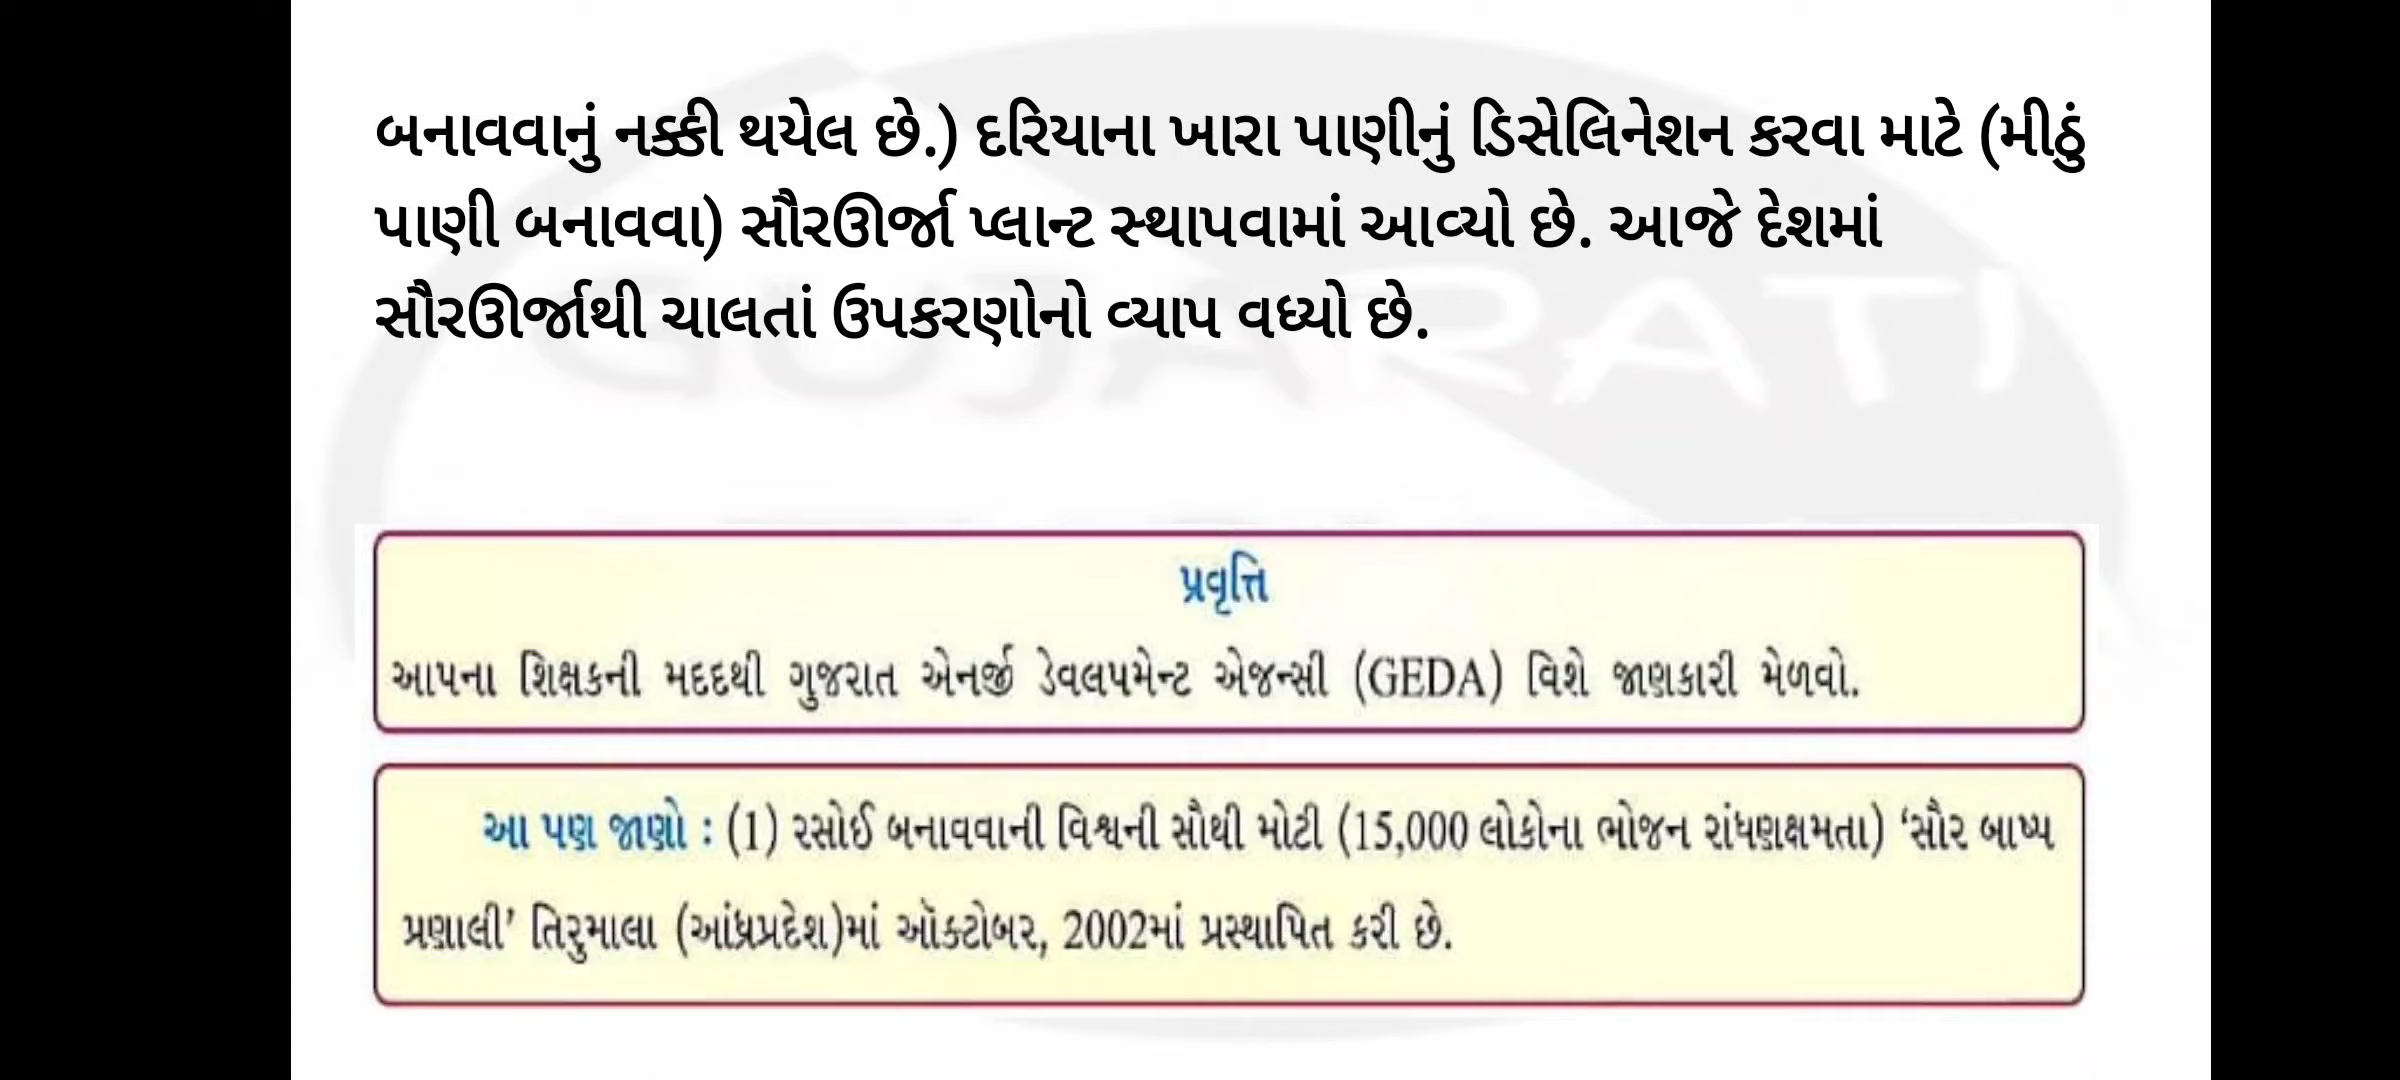 બનાવવાનું નક્કી થયેલ છે.) દરિયાના ખારા પાણીનું ડિસેલિનેશન કરવા માટે (મીઠું
પાણી બનાવવા) સૌરઊર્જા પ્લાન્ટ સ્થાપવામાં આવ્યો છે. આજે દેશમાં
સૌરઊર્જાથી ચાલતાં ઉપકરણોનો વ્યાપ વધ્યો છે.
GUJARATI
પ્રવૃત્તિ
આપના શિક્ષકની મદદથી ગુજરાત એનર્જી ડેવલપમેન્ટ એજન્સી (GEDA) વિશે જાણકારી મેળવો.
આ પણ જાણો : (1) રસોઈ બનાવવાની વિશ્વની સૌથી મોટી (15,000 લોકોના ભોજન રાંધણક્ષમતા) ‘સૌર બાષ્પ
પ્રણાલી’ તિરુમાલા (આંધ્રપ્રદેશ)માં ઑક્ટોબર, 2002માં પ્રસ્થાપિત કરી છે.